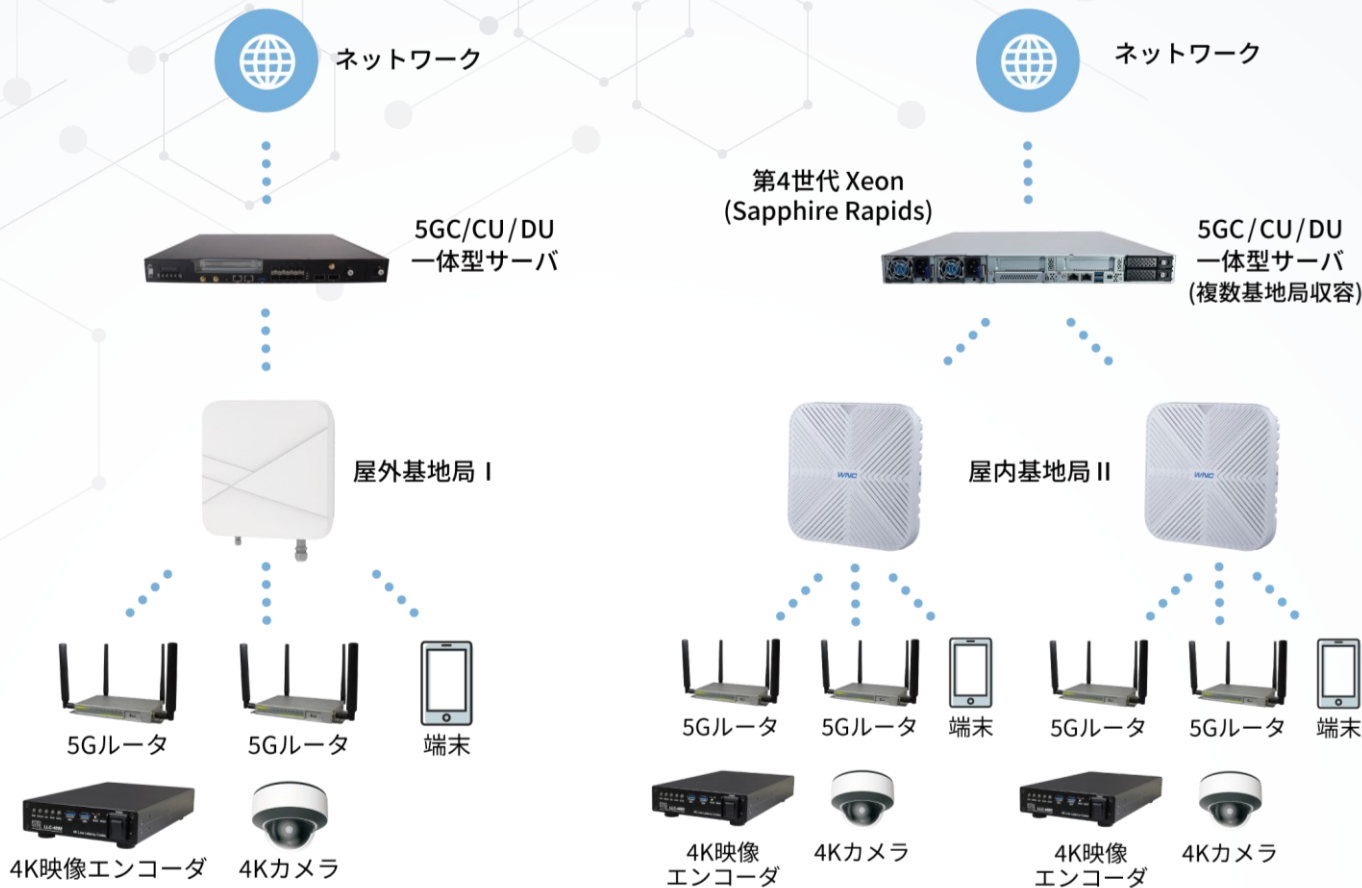 ネットワーク
5GC/CU/DU
一体型サーバ
屋外基地局 I
5Gルータ
5Gルータ
端末
4K映像エンコーダ
4Kカメラ
ネットワーク
第4世代 Xeon
(Sapphire Rapids)
5GC/CU/DU
一体型サーバ
(複数基地局収容)
WNC
屋内基地局 II
WNC
5Gルータ
5Gルータ
端末
5Gルータ
5Gルータ
端末
4K映像
エンコーダ
4Kカメラ
4K映像
エンコーダ
4Kカメラ